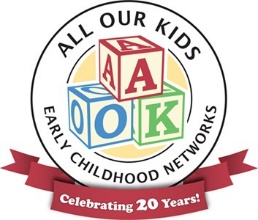 ALL OUR KIDS
A
A A
O O K
EARLY CHILDHOOD NETWORKS
Celebrating 20 Years!